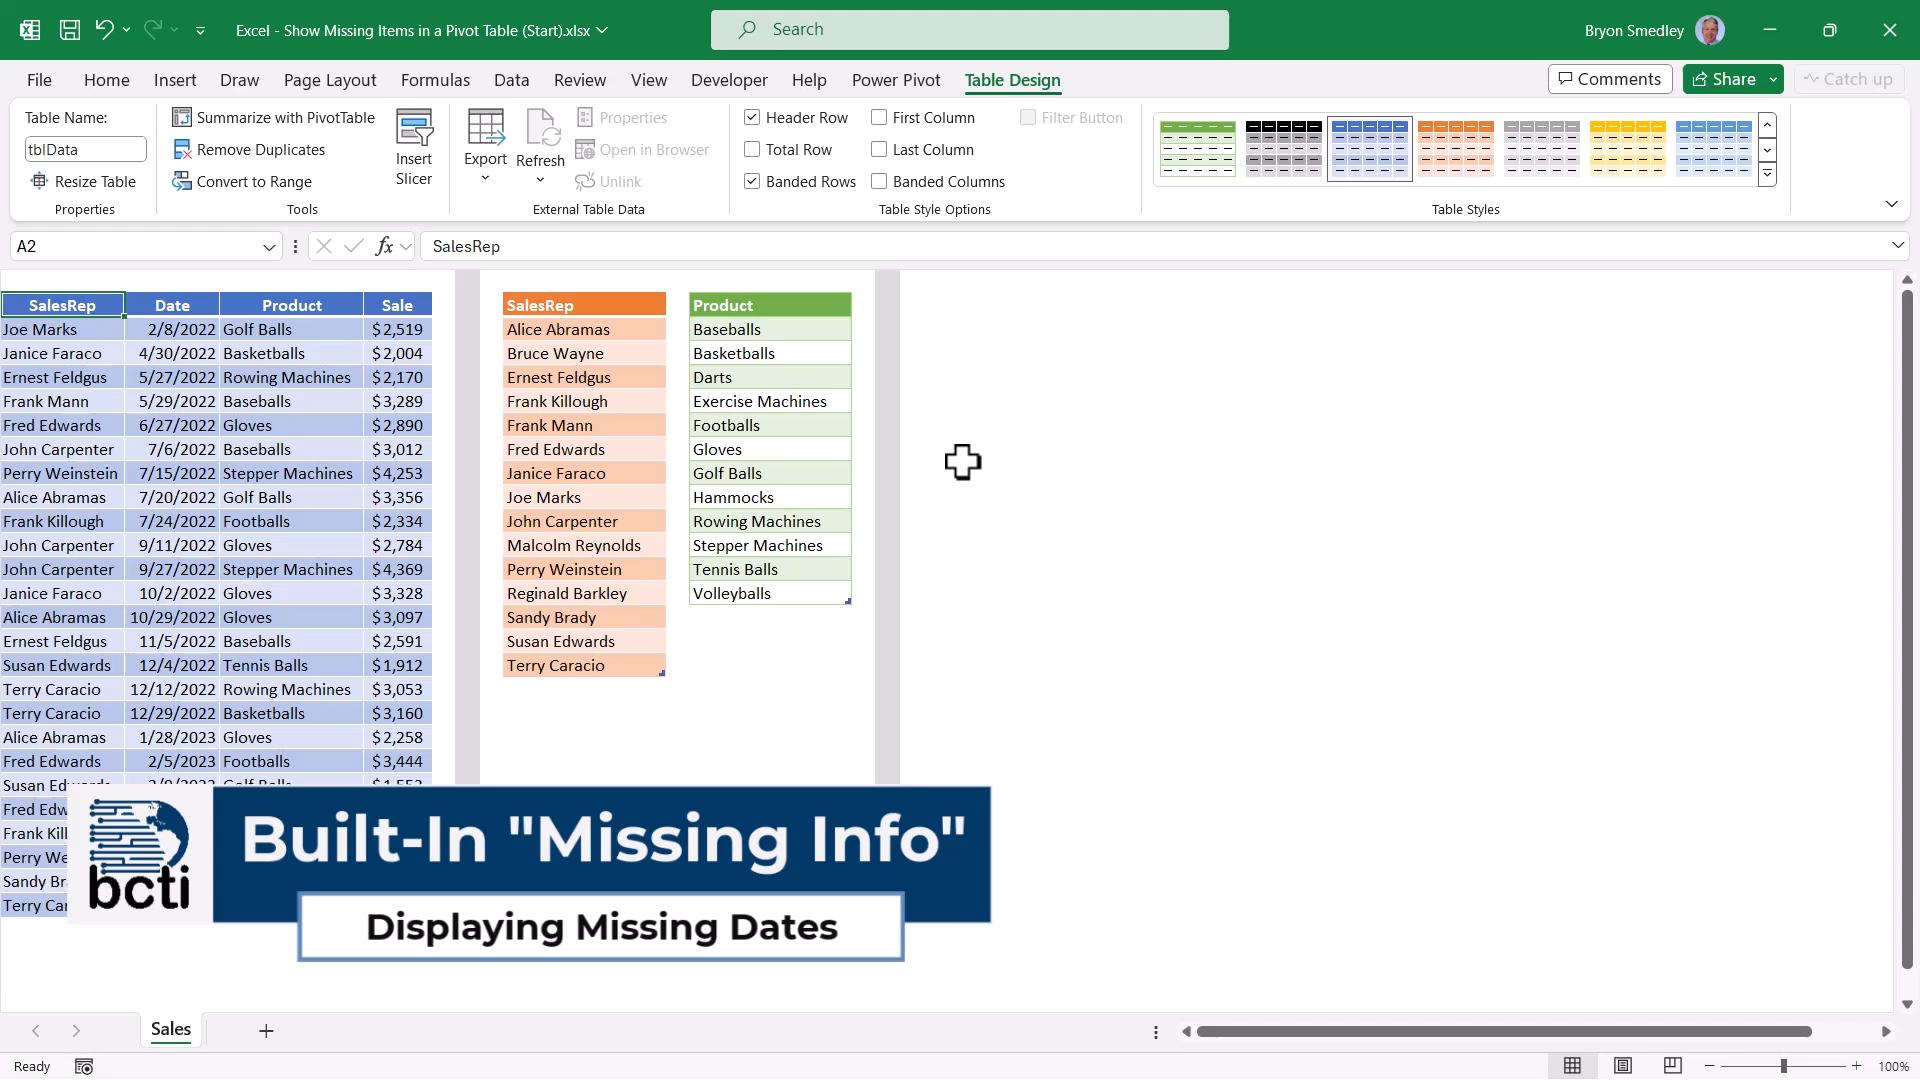 Excel - Show Missing Items in a Pivot Table (Start).xlsx
Search
Bryon Smedley
File Home Insert Draw Page Layout Formulas Data Review View Developer Help Power Pivot Table Design
Comments Share Catch up
Table Name:
tblData
Resize Table
Properties
Summarize with PivotTable
Remove Duplicates
Convert to Range
Insert Slicer
Tools
Export
Refresh
Properties
Open in Browser
Unlink
External Table Data
Header Row First Column Filter Button
Total Row Last Column
Banded Rows Banded Columns
Table Style Options
Table Styles
A2
fx
SalesRep
SalesRep Date Product Sale
Joe Marks 2/8/2022 Golf Balls $2,519
Janice Faraco 4/30/2022 Basketballs $2,004
Ernest Feldgus 5/27/2022 Rowing Machines $2,170
Frank Mann 5/29/2022 Baseballs $3,289
Fred Edwards 6/27/2022 Gloves $2,890
John Carpenter 7/6/2022 Baseballs $3,012
Perry Weinstein 7/15/2022 Stepper Machines $4,253
Alice Abramas 7/20/2022 Golf Balls $3,356
Frank Killough 7/24/2022 Footballs $2,334
John Carpenter 9/11/2022 Gloves $2,784
John Carpenter 9/27/2022 Stepper Machines $4,369
Janice Faraco 10/2/2022 Gloves $3,328
Alice Abramas 10/29/2022 Gloves $3,097
Ernest Feldgus 11/5/2022 Baseballs $2,591
Susan Edwards 12/4/2022 Tennis Balls $1,912
Terry Caracio 12/12/2022 Rowing Machines $3,053
Terry Caracio 12/29/2022 Basketballs $3,160
Alice Abramas 1/28/2023 Gloves $2,258
Fred Edwards 2/5/2023 Footballs $3,444
Susan
Fred
Frank
Perry
Sandy
Terry
SalesRep
Alice Abramas
Bruce Wayne
Ernest Feldgus
Frank Killough
Frank Mann
Fred Edwards
Janice Faraco
Joe Marks
John Carpenter
Malcolm Reynolds
Perry Weinstein
Reginald Barkley
Sandy Brady
Susan Edwards
Terry Caracio
Product
Baseballs
Basketballs
Darts
Exercise Machines
Footballs
Gloves
Golf Balls
Hammocks
Rowing Machines
Stepper Machines
Tennis Balls
Volleyballs
bcti
Built-In "Missing Info"
Displaying Missing Dates
Sales
Ready
100%